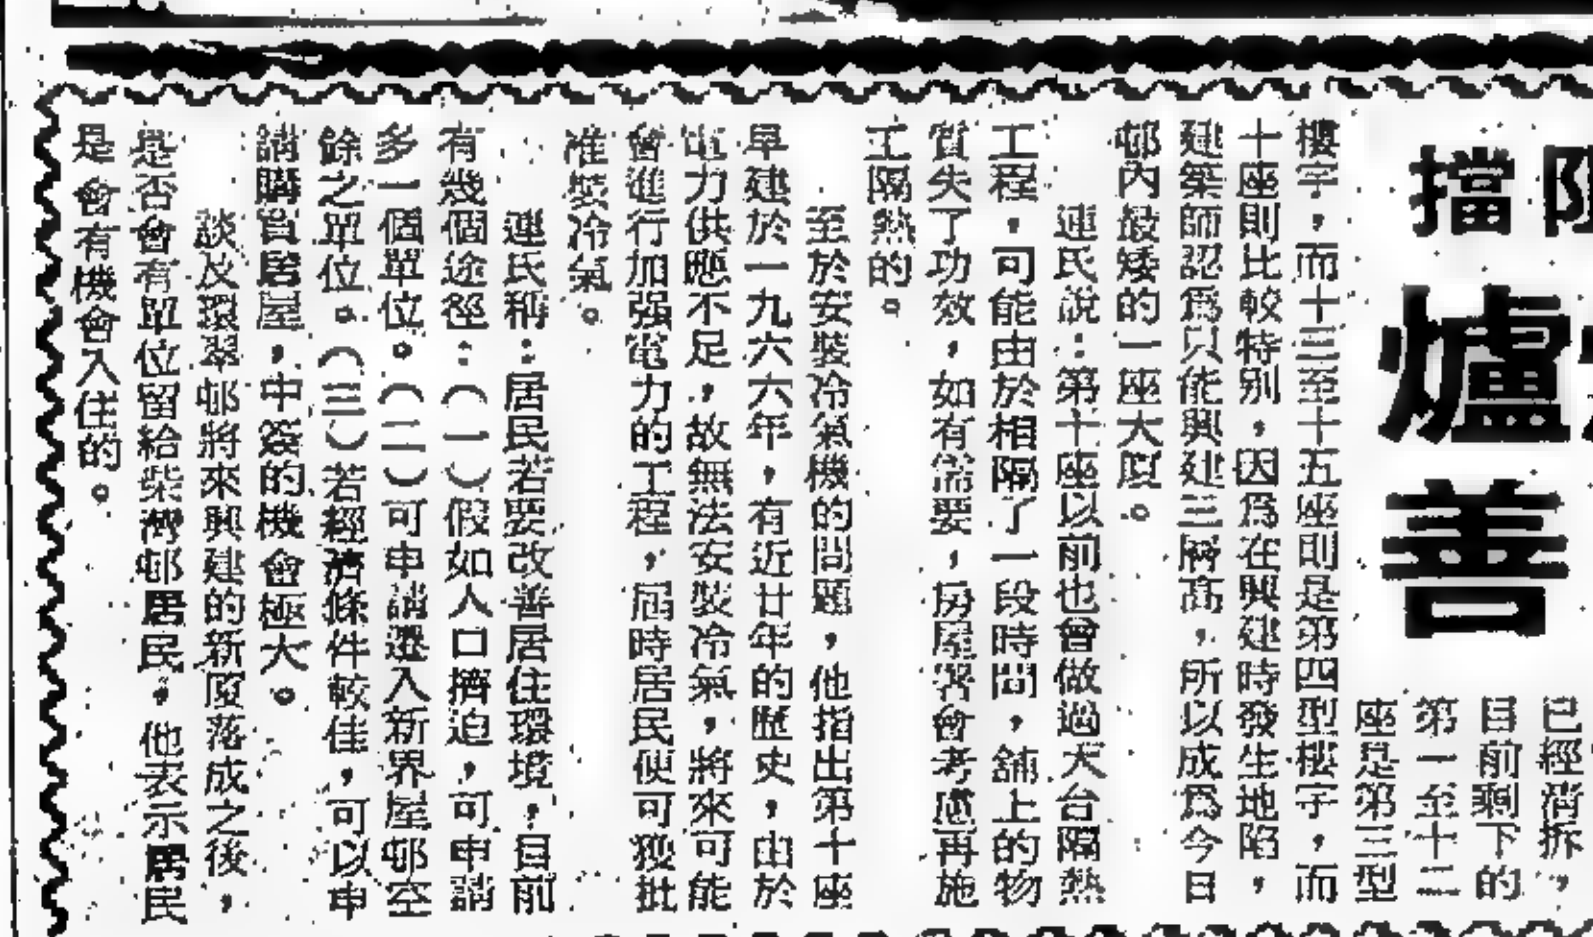 擋
爐
善
已經清拆，
目前剩下的
第一至十二
座是第三型
樓宇，而十三至十五座則是第四型樓宇，而
十座則比較特别，因爲在興建時發生地陷，
建築師認爲只能興建三層高，所以成爲今日
邨內最矮的一座大厦。
連民說：第十座以前也曾做過天台隔熱
工程，可能由於相隔了一段時間，舖上的物
質失了功效，如有需要，房屋署會考慮再施
工隔熱的。
至於安裝冷氣機的問題，他指出第十座
早建於一九六六年，有近廿年的歷史，由於
電力供應不足，故無法安裝冷氣，將來可能
會進行加强電力的工程，屆時居民便可獲批
准裝冷氣。
連氏稱：居民若要改善居住環境，目前
有幾個途徑：（一）假如人口擠迫，可申請
多一個單位。（二）可申請遷入新界屋邨空
餘之單位。（三）若經濟條件較佳，可以申
請購買居屋，中簽的機會極大。
談及環翠邨將來興建的新厦落成之後，
是否會有單位留給柴灣邨居民，他表示居民
是會有機會入住的。